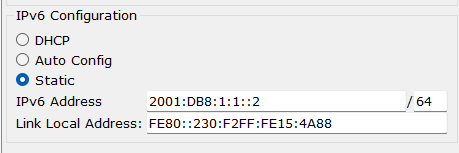 IPv6 Configuration
DHCP
Auto Config
Static
IPv6 Address 2001:DB8:1:1::2 / 64
Link Local Address: FE80::230:F2FF:FE15:4A88